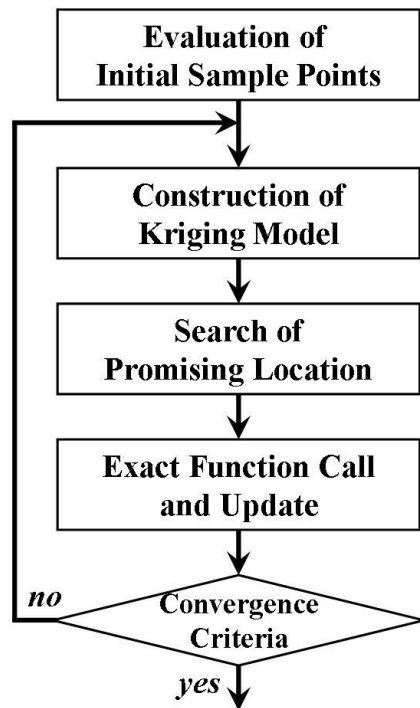 Evaluation of
Initial Sample Points
Construction of
Kriging Model
Search of
Promising Location
Exact Function Call
and Update
no
Convergence
Criteria
yes